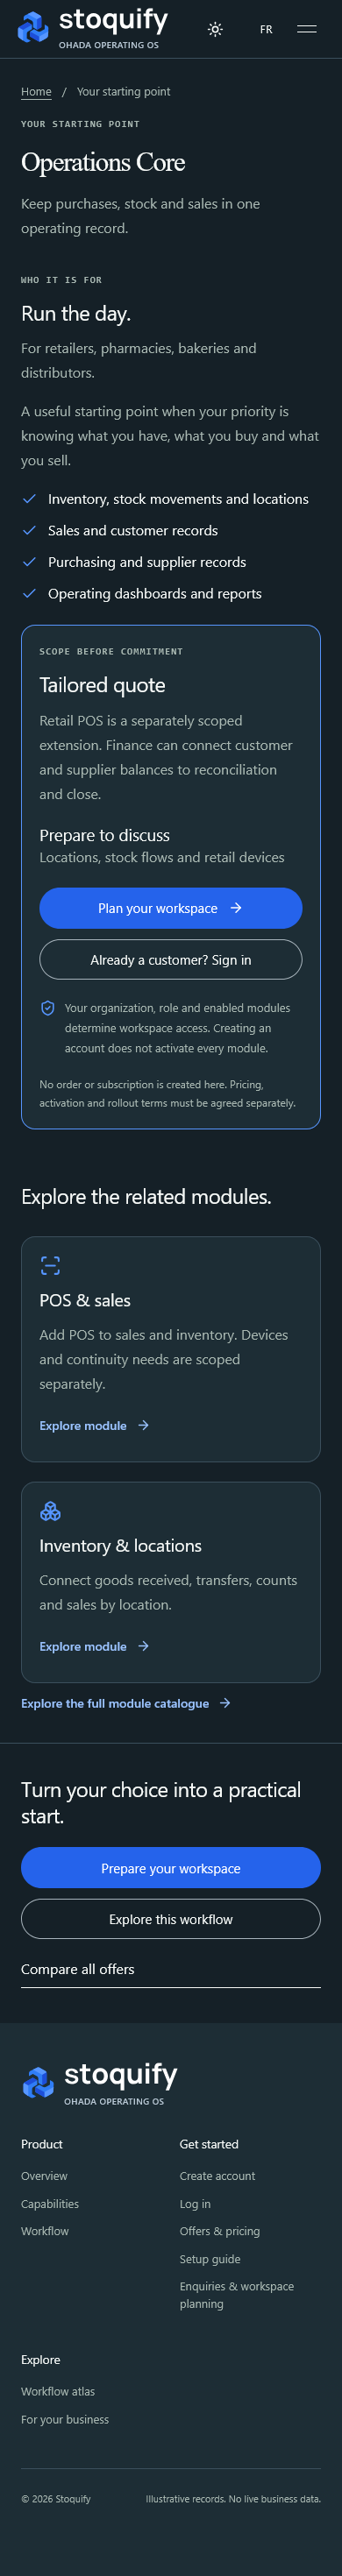 stoquify
OHADA OPERATING OS
FR
Home / Your starting point
YOUR STARTING POINT
Operations Core
Keep purchases, stock and sales in one
operating record.
WHO IT IS FOR
Run the day.
For retailers, pharmacies, bakeries and
distributors.
A useful starting point when your priority is
knowing what you have, what you buy and what
you sell.
Inventory, stock movements and locations
Sales and customer records
Purchasing and supplier records
Operating dashboards and reports
SCOPE BEFORE COMMITMENT
Tailored quote
Retail POS is a separately scoped
extension. Finance can connect customer
and supplier balances to reconciliation
and close.
Prepare to discuss
Locations, stock flows and retail devices
Plan your workspace
Already a customer? Sign in
Your organization, role and enabled modules
determine workspace access. Creating an
account does not activate every module.
No order or subscription is created here. Pricing,
activation and rollout terms must be agreed separately.
Explore the related modules.
POS & sales
Add POS to sales and inventory. Devices
and continuity needs are scoped
separately.
Explore module
Inventory & locations
Connect goods received, transfers, counts
and sales by location.
Explore module
Explore the full module catalogue
Turn your choice into a practical
start.
Prepare your workspace
Explore this workflow
Compare all offers
stoquify
OHADA OPERATING OS
Product
Overview
Capabilities
Workflow
Get started
Create account
Log in
Offers & pricing
Setup guide
Enquiries & workspace
planning
Explore
Workflow atlas
For your business
© 2026 Stoquify
Illustrative records. No live business data.